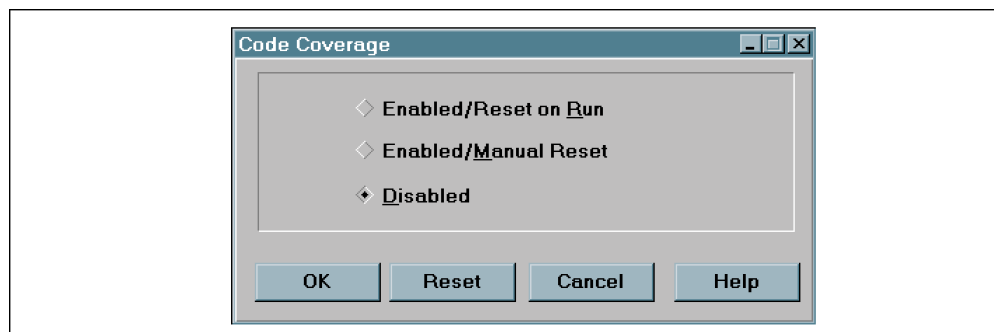 Code Coverage
Enabled/Reset on Run
Enabled/Manual Reset
Disabled
OK Reset Cancel Help